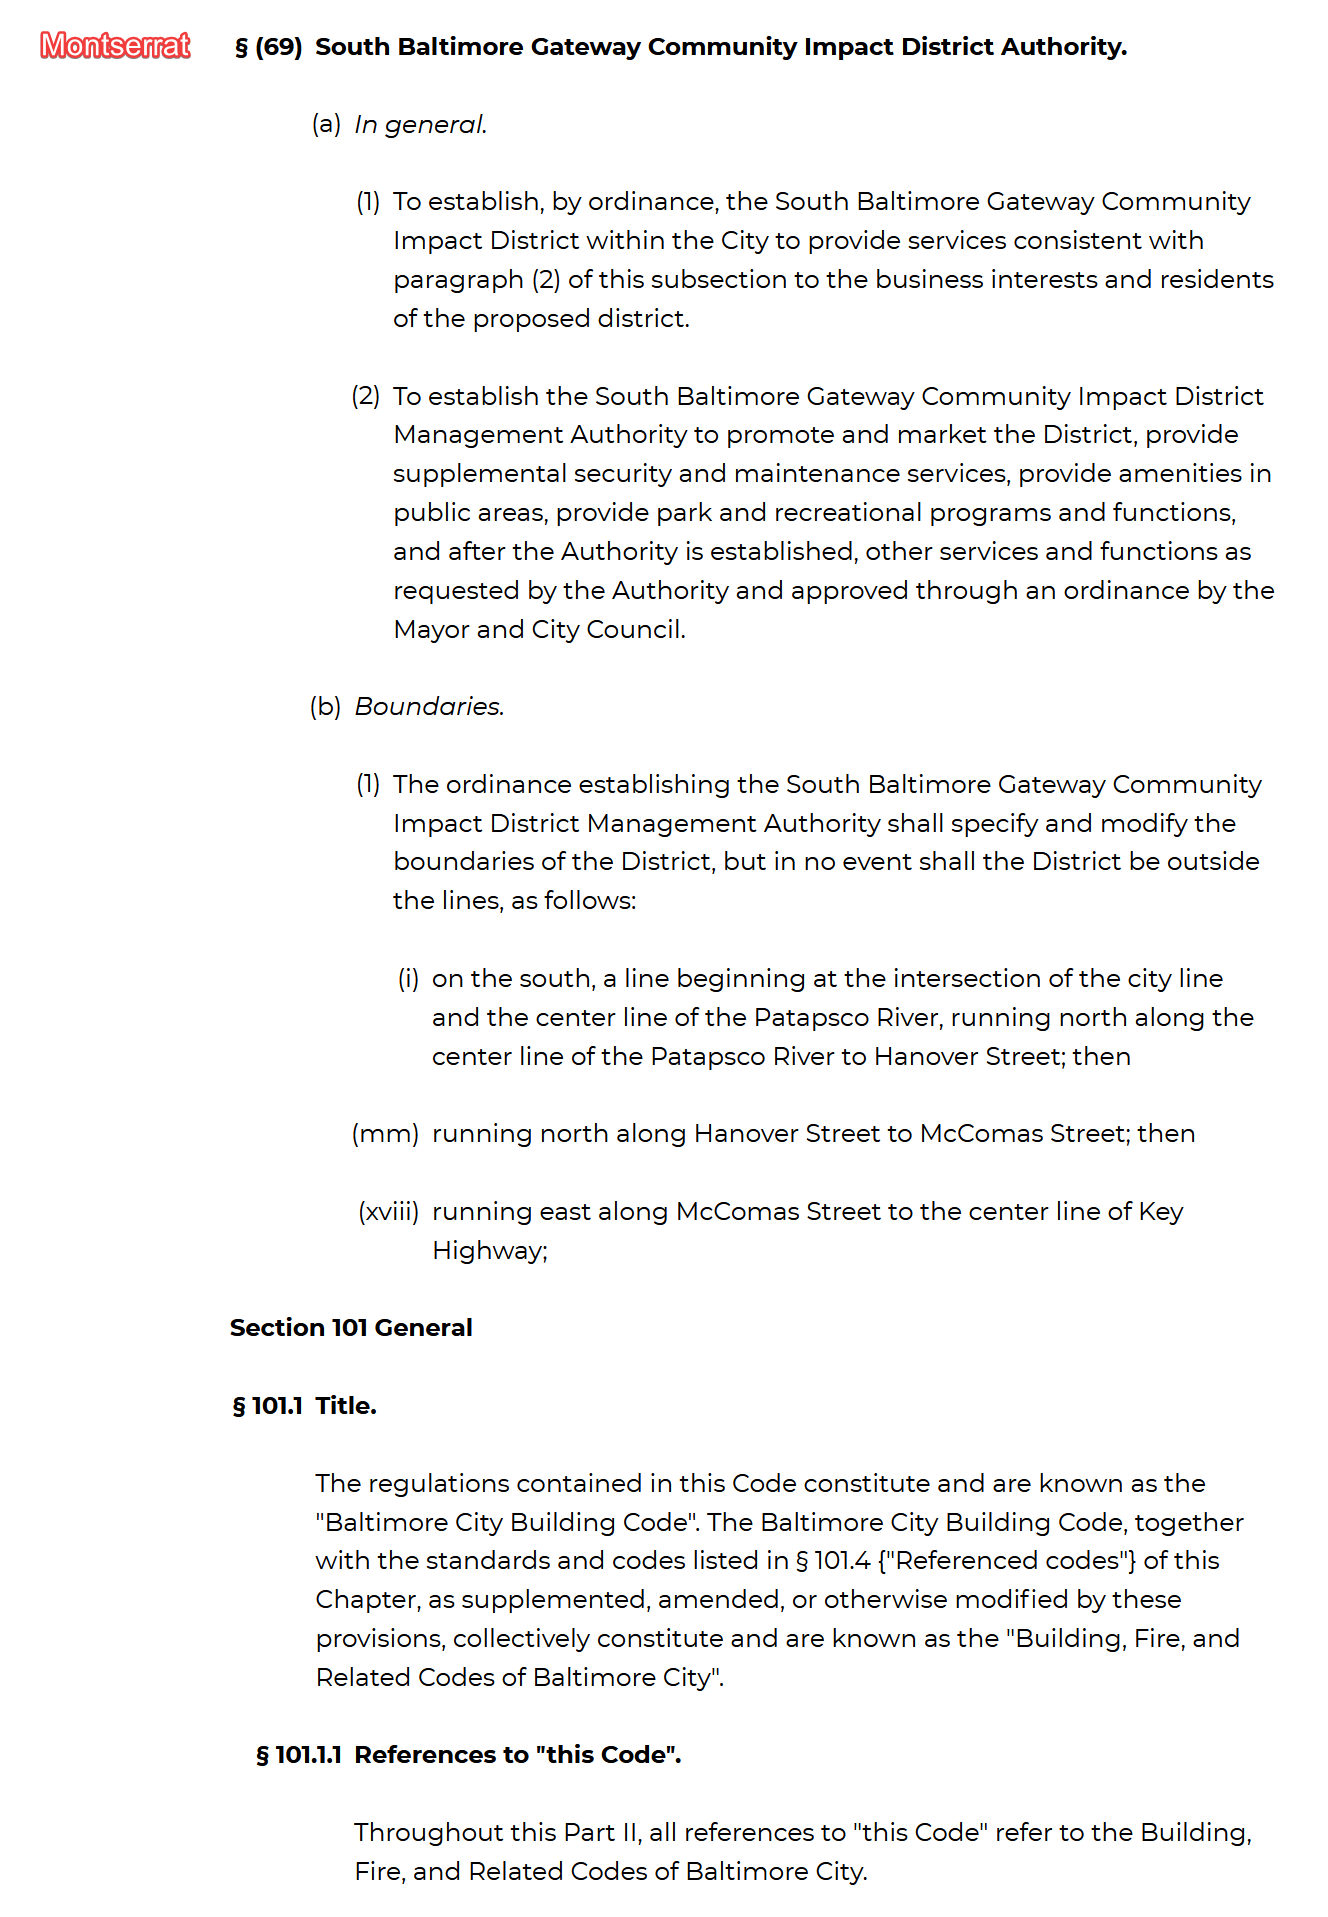 Montserrat
§ (69) South Baltimore Gateway Community Impact District Authority.
(a) In general.
(1) To establish, by ordinance, the South Baltimore Gateway Community
Impact District within the City to provide services consistent with
paragraph (2) of this subsection to the business interests and residents
of the proposed district.
(2) To establish the South Baltimore Gateway Community Impact District
Management Authority to promote and market the District, provide
supplemental security and maintenance services, provide amenities in
public areas, provide park and recreational programs and functions,
and after the Authority is established, other services and functions as
requested by the Authority and approved through an ordinance by the
Mayor and City Council.
(b) Boundaries.
(1) The ordinance establishing the South Baltimore Gateway Community
Impact District Management Authority shall specify and modify the
boundaries of the District, but in no event shall the District be outside
the lines, as follows:
(i) on the south, a line beginning at the intersection of the city line
and the center line of the Patapsco River, running north along the
center line of the Patapsco River to Hanover Street; then
(mm) running north along Hanover Street to McComas Street; then
(xviii) running east along McComas Street to the center line of Key
Highway;
Section 101 General
§ 101.1 Title.
The regulations contained in this Code constitute and are known as the
"Baltimore City Building Code". The Baltimore City Building Code, together
with the standards and codes listed in § 101.4 {"Referenced codes"} of this
Chapter, as supplemented, amended, or otherwise modified by these
provisions, collectively constitute and are known as the "Building, Fire, and
Related Codes of Baltimore City".
§ 101.1.1 References to "this Code".
Throughout this Part II, all references to "this Code" refer to the Building,
Fire, and Related Codes of Baltimore City.